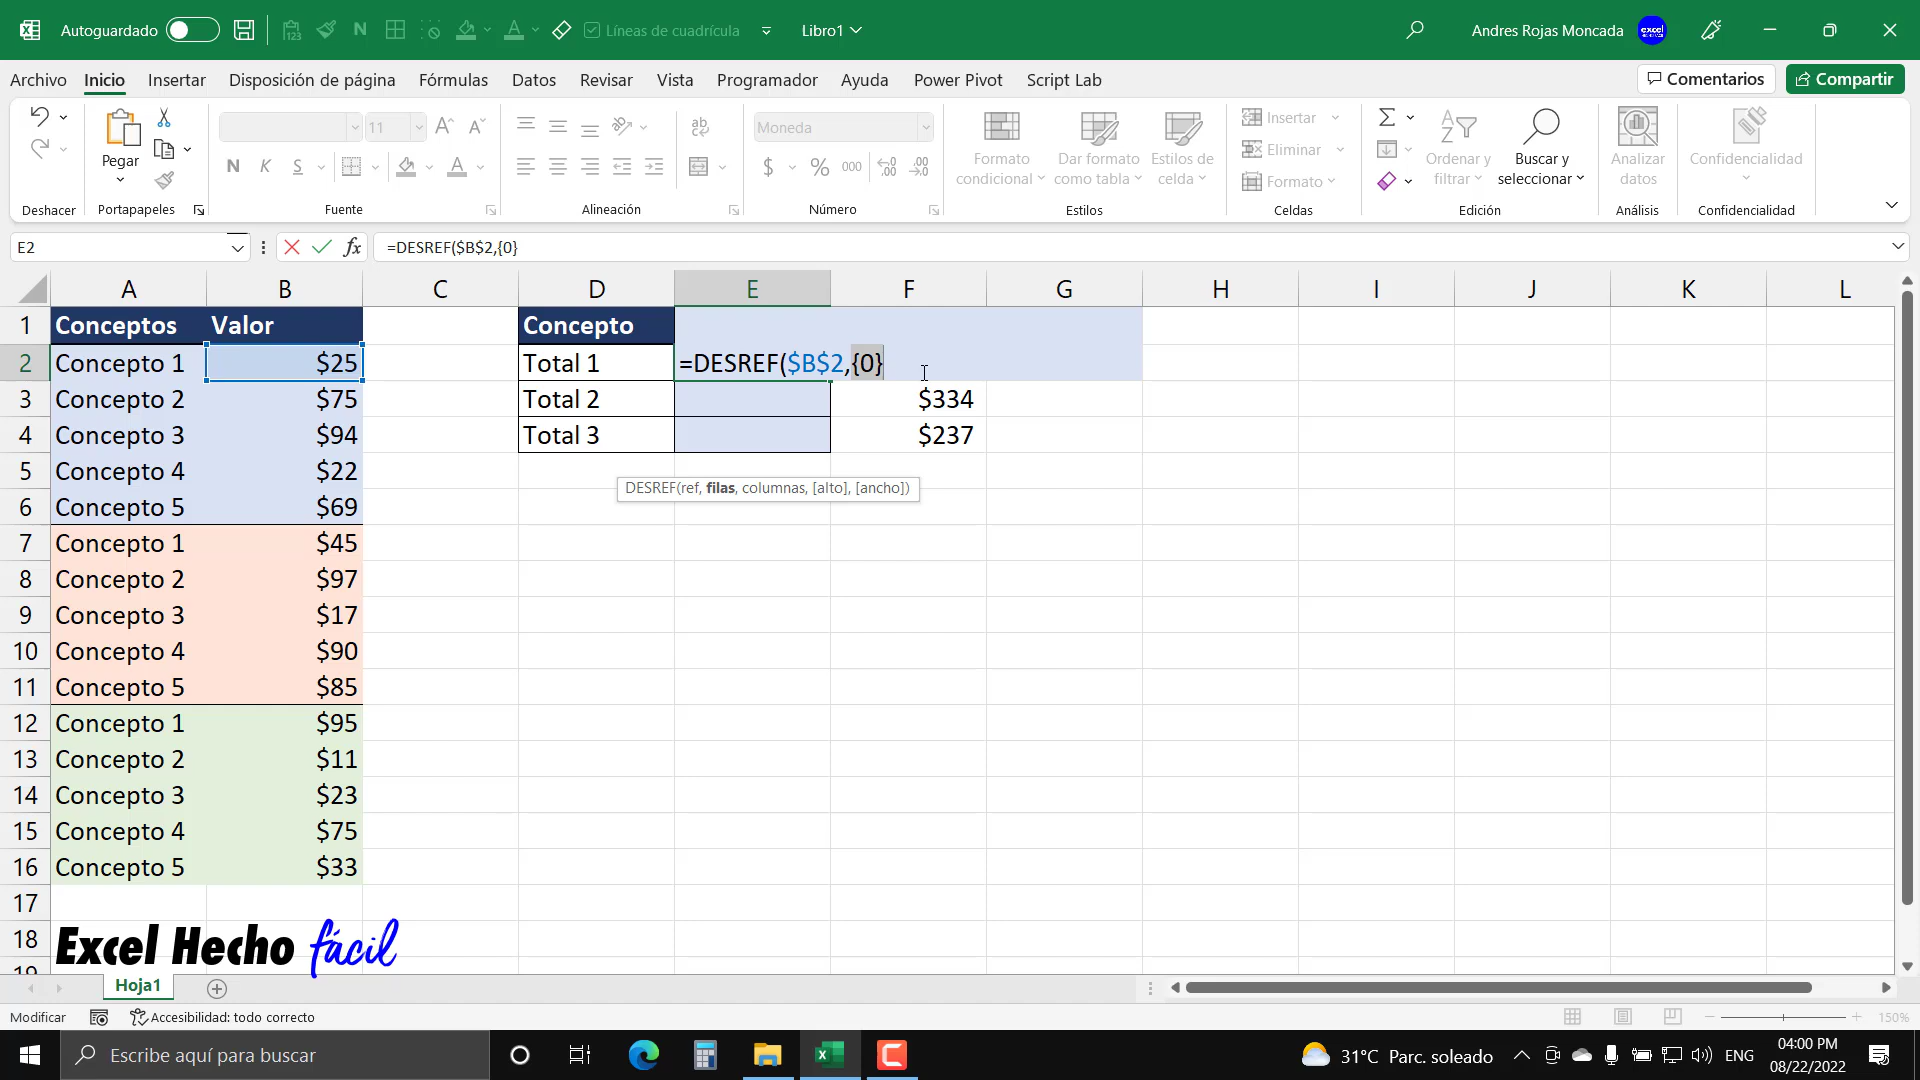 Autoguardado
Líneas de cuadrícula
Libro1
Andres Rojas Moncada
excel
Archivo Inicio Insertar Disposición de página Fórmulas Datos Revisar Vista Programador Ayuda Power Pivot Script Lab
Comentarios Compartir
Pegar
11
Moneda
N K S
$ % 000
Formato condicional
Dar formato como tabla
Estilos de celda
Insertar
Eliminar
Formato
Ordenar y filtrar
Buscar y seleccionar
Analizar datos
Confidencialidad
Deshacer Portapapeles Fuente Alineación Número Estilos Celdas Edición Análisis Confidencialidad
E2 fx =DESREF($B$2,{0}
A B C D E F G H I J K L
1 Conceptos Valor Concepto
2 Concepto 1 $25 Total 1 =DESREF($B$2,{0}
3 Concepto 2 $75 Total 2 $334
4 Concepto 3 $94 Total 3 $237
5 Concepto 4 $22
DESREF(ref, filas, columnas, [alto], [ancho])
6 Concepto 5 $69
7 Concepto 1 $45
8 Concepto 2 $97
9 Concepto 3 $17
10 Concepto 4 $90
11 Concepto 5 $85
12 Concepto 1 $95
13 Concepto 2 $11
14 Concepto 3 $23
15 Concepto 4 $75
16 Concepto 5 $33
17
18 Excel Hecho fácil
19
Hoja1
Modificar Accesibilidad: todo correcto 150%
Escribe aquí para buscar
31°C Parc. soleado
ENG
04:00 PM
08/22/2022